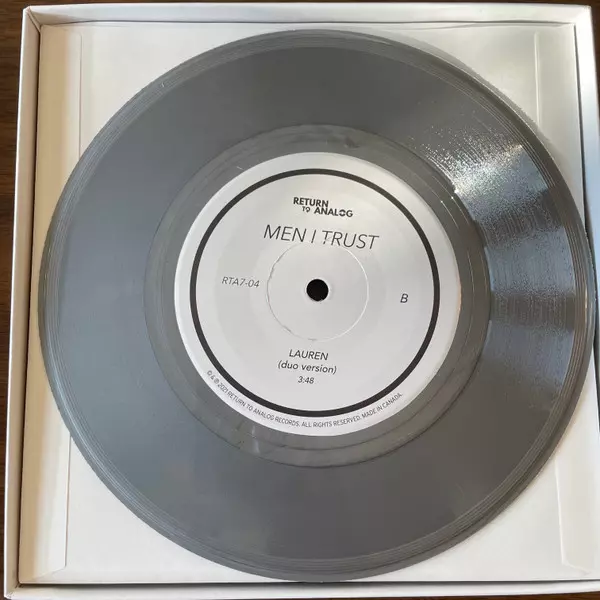 RETURN
TO ANALOG
MEN I TRUST
RTA7-04
B
LAUREN
(duo version)
3:48
© & ℗ 2021 RETURN TO ANALOG RECORDS. ALL RIGHTS RESERVED. MADE IN CANADA.